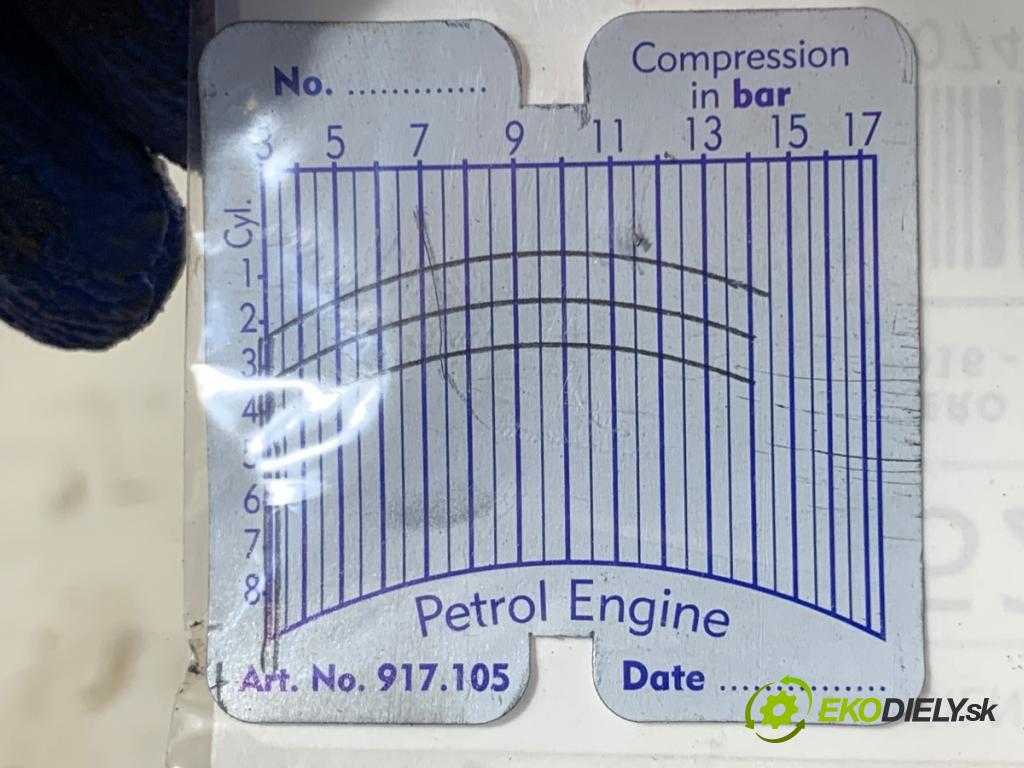 No. .............
Compression
in bar
3 5 7 9 11 13 15 17
Cyl.
1
2
3
4
5
6
7
8
Petrol Engine
Art. No. 917.105
Date ...............
EKODIELY.sk